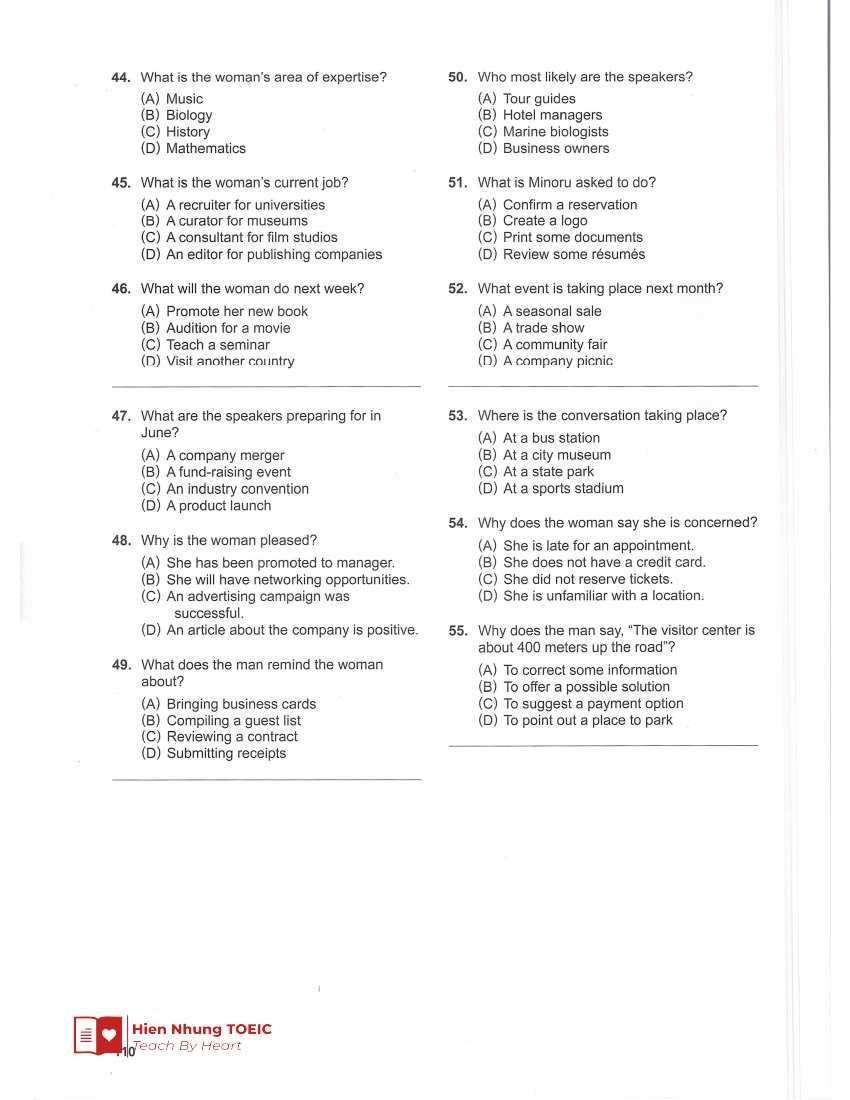 44. What is the woman's area of expertise?
(A) Music
(B) Biology
(C) History
(D) Mathematics
45. What is the woman's current job?
(A) A recruiter for universities
(B) A curator for museums
(C) A consultant for film studios
(D) An editor for publishing companies
46. What will the woman do next week?
(A) Promote her new book
(B) Audition for a movie
(C) Teach a seminar
(D) Visit another country
47. What are the speakers preparing for in
June?
(A) A company merger
(B) A fund-raising event
(C) An industry convention
(D) A product launch
48. Why is the woman pleased?
(A) She has been promoted to manager.
(B) She will have networking opportunities.
(C) An advertising campaign was
successful.
(D) An article about the company is positive.
49. What does the man remind the woman
about?
(A) Bringing business cards
(B) Compiling a guest list
(C) Reviewing a contract
(D) Submitting receipts
50. Who most likely are the speakers?
(A) Tour guides
(B) Hotel managers
(C) Marine biologists
(D) Business owners
51. What is Minoru asked to do?
(A) Confirm a reservation
(B) Create a logo
(C) Print some documents
(D) Review some résumés
52. What event is taking place next month?
(A) A seasonal sale
(B) A trade show
(C) A community fair
(D) A company picnic
53. Where is the conversation taking place?
(A) At a bus station
(B) At a city museum
(C) At a state park
(D) At a sports stadium
54. Why does the woman say she is concerned?
(A) She is late for an appointment.
(B) She does not have a credit card.
(C) She did not reserve tickets.
(D) She is unfamiliar with a location.
55. Why does the man say, "The visitor center is
about 400 meters up the road"?
(A) To correct some information
(B) To offer a possible solution
(C) To suggest a payment option
(D) To point out a place to park
Hien Nhung TOEIC
Teach By Heart